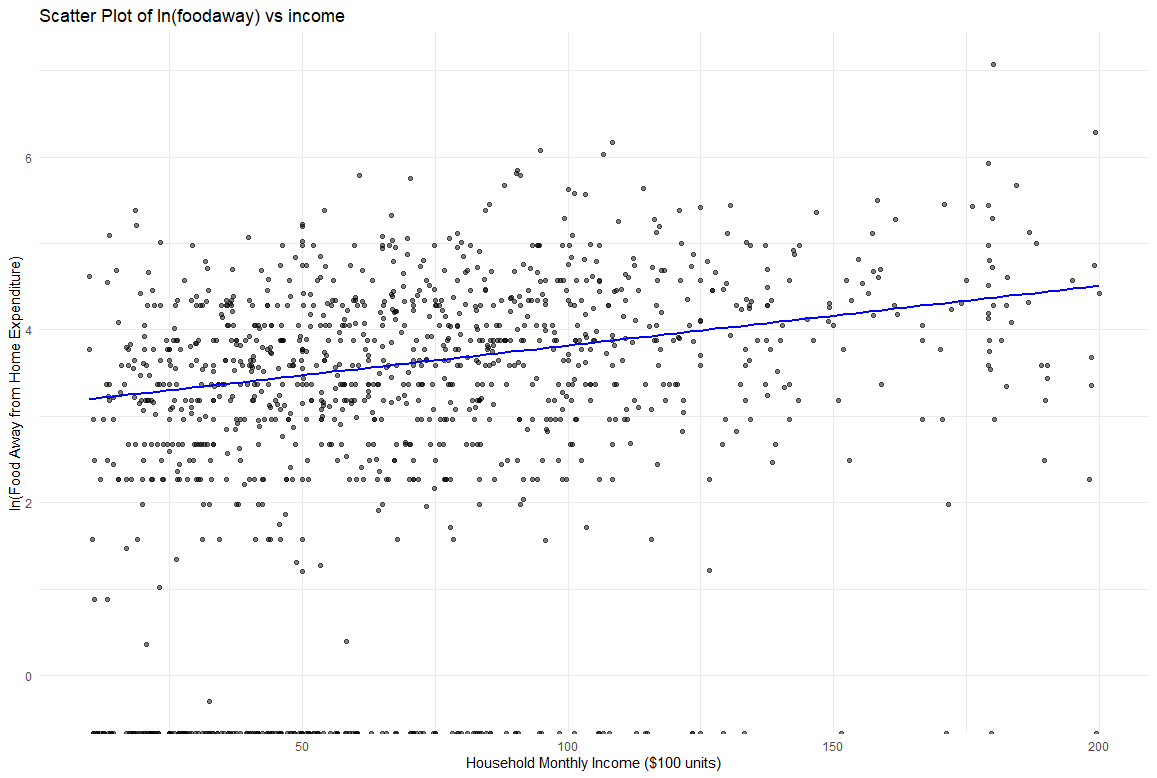 Scatter Plot of ln(foodaway) vs income
ln(Food Away from Home Expenditure)
6
4
2
0
50
100
150
200
Household Monthly Income ($100 units)